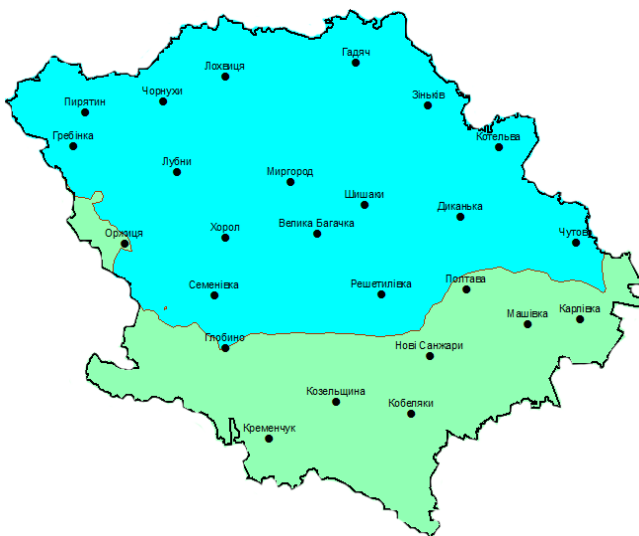 Гадяч
Лохвиця
Чорнухи
Зіньків
Пирятин
Котельва
Гребінка
Лубни
Миргород
Шишаки
Диканька
Оржиця
Хорол
Велика Багачка
Чутове
Семенівка
Решетилівка
Полтава
Машівка
Карлівка
Глобино
Нові Санжари
Козельщина
Кобеляки
Кременчук